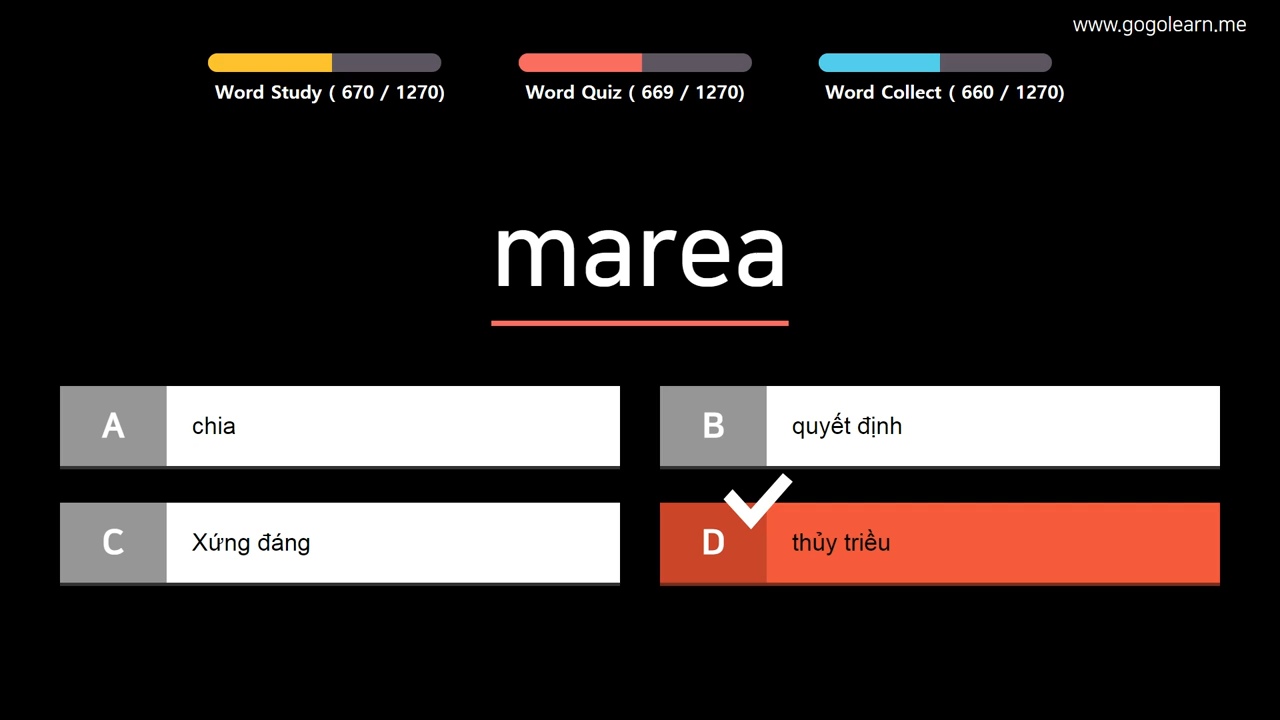 www.gogolearn.me
Word Study ( 670 / 1270)
Word Quiz ( 669 / 1270)
Word Collect ( 660 / 1270)
marea
A chia
B quyết định
C Xứng đáng
D thủy triều